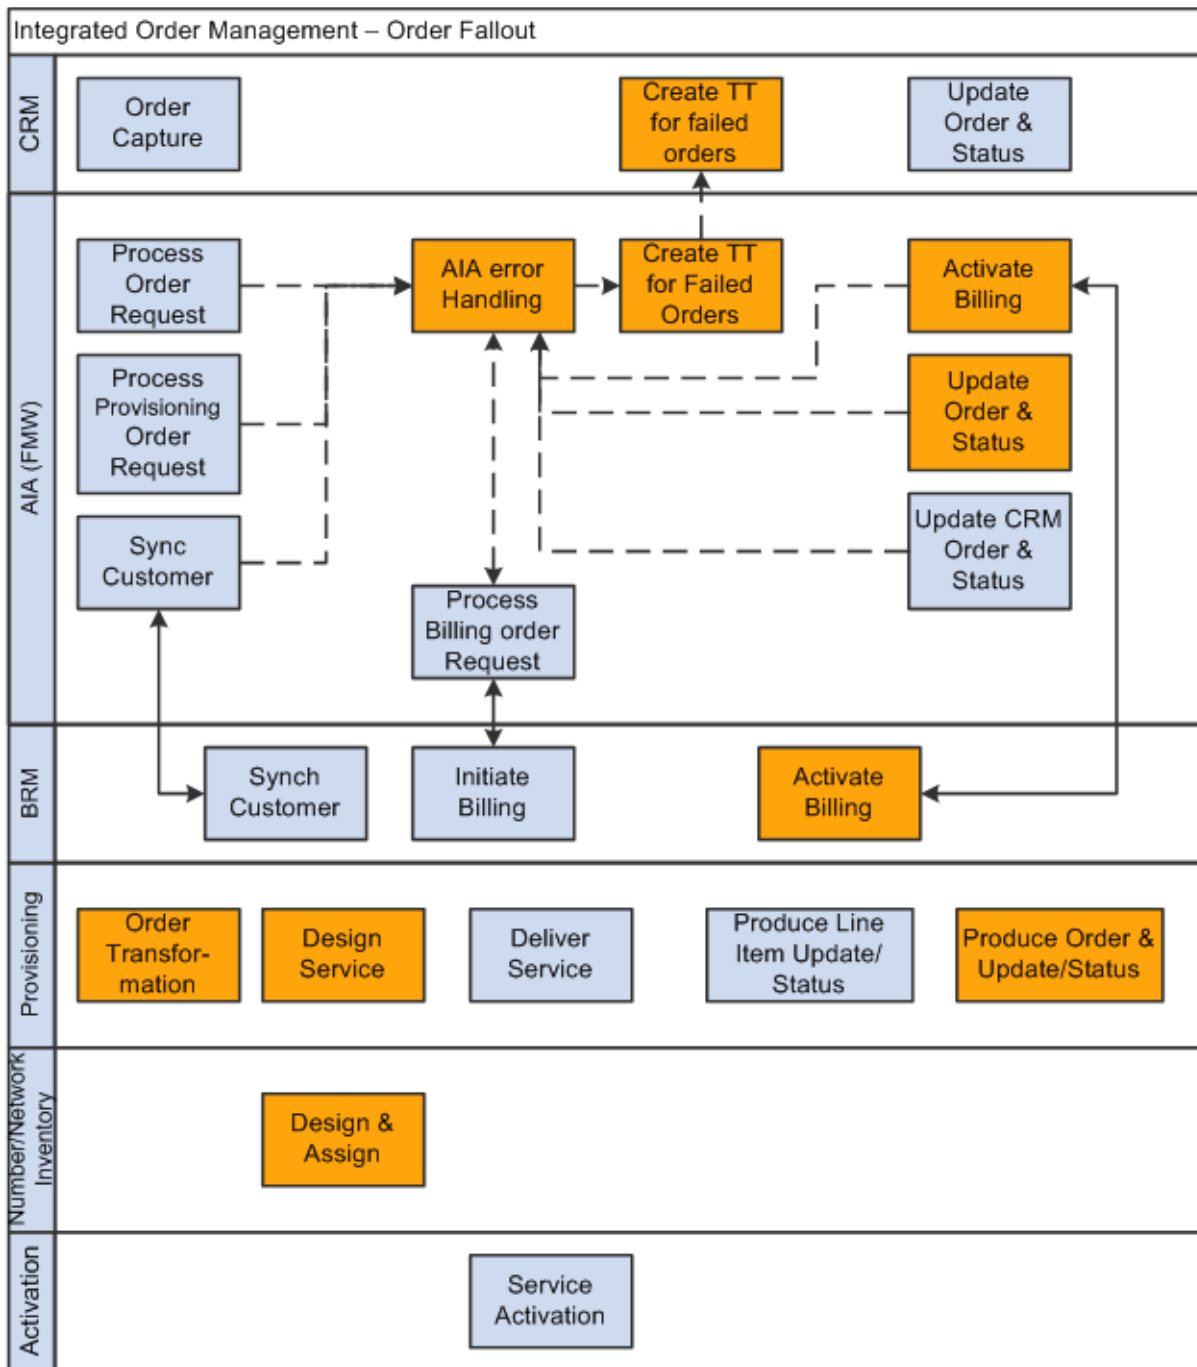 Integrated Order Management – Order Fallout
CRM
Order
Capture
Create TT
for failed
orders
Update
Order &
Status
AIA (FMW)
Process
Order
Request
AIA error
Handling
Create TT
for Failed
Orders
Activate
Billing
Process
Provisioning
Order
Request
Update
Order &
Status
Sync
Customer
Update CRM
Order &
Status
Process
Billing order
Request
BRM
Synch
Customer
Initiate
Billing
Activate
Billing
Provisioning
Order
Transfor-
mation
Design
Service
Deliver
Service
Produce Line
Item Update/
Status
Produce Order &
Update/Status
Number/Network
Inventory
Design &
Assign
Activation
Service
Activation